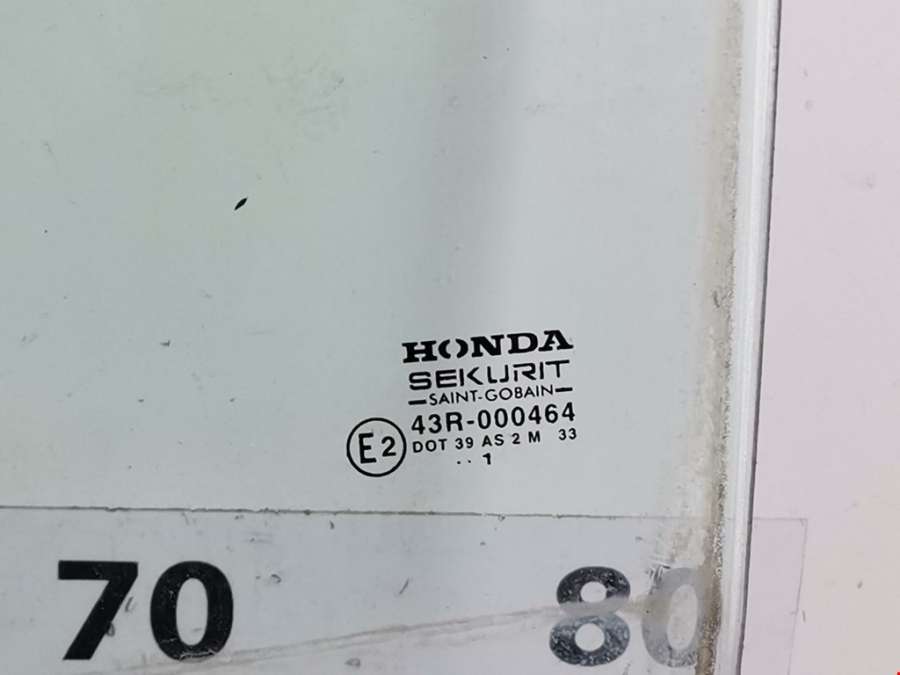 HONDA
SEKURIT
SAINT-GOBAIN
E2 43R-000464
DOT 39 AS 2 M 33
.. 1
70 80